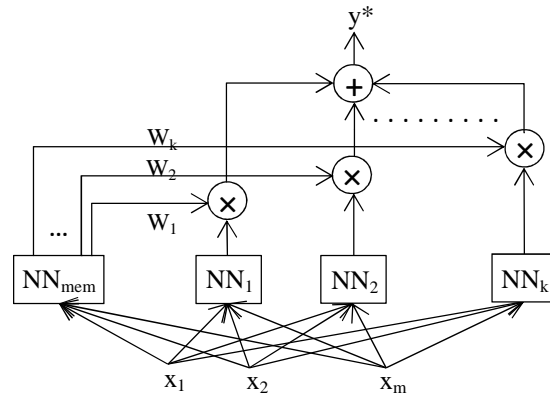 y*
+
. . . . . . . . .
W_k
×
W_2
×
...
W_1
×
NN_mem
NN_1
NN_2
NN_k
x_1
x_2
x_m